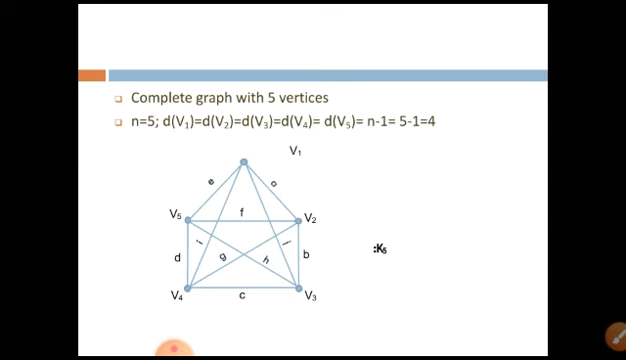 Complete graph with 5 vertices
n=5; d(V₁)=d(V₂)=d(V₃)=d(V₄)= d(V₅)= n-1= 5-1=4
V₁
e
a
V₅
f
V₂
d
g
h
b
:K₅
V₄
c
V₃